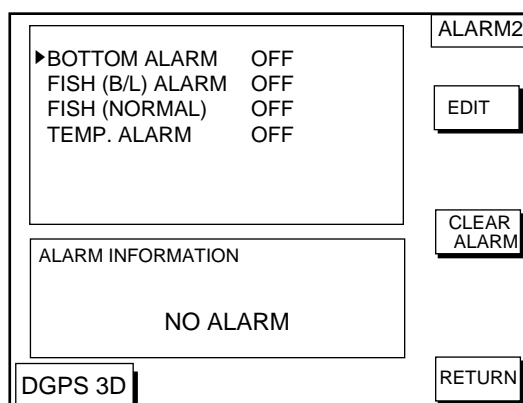 ALARM2
▶BOTTOM ALARM OFF
FISH (B/L) ALARM OFF
FISH (NORMAL) OFF
TEMP. ALARM OFF
EDIT
CLEAR
ALARM
ALARM INFORMATION
NO ALARM
DGPS 3D
RETURN